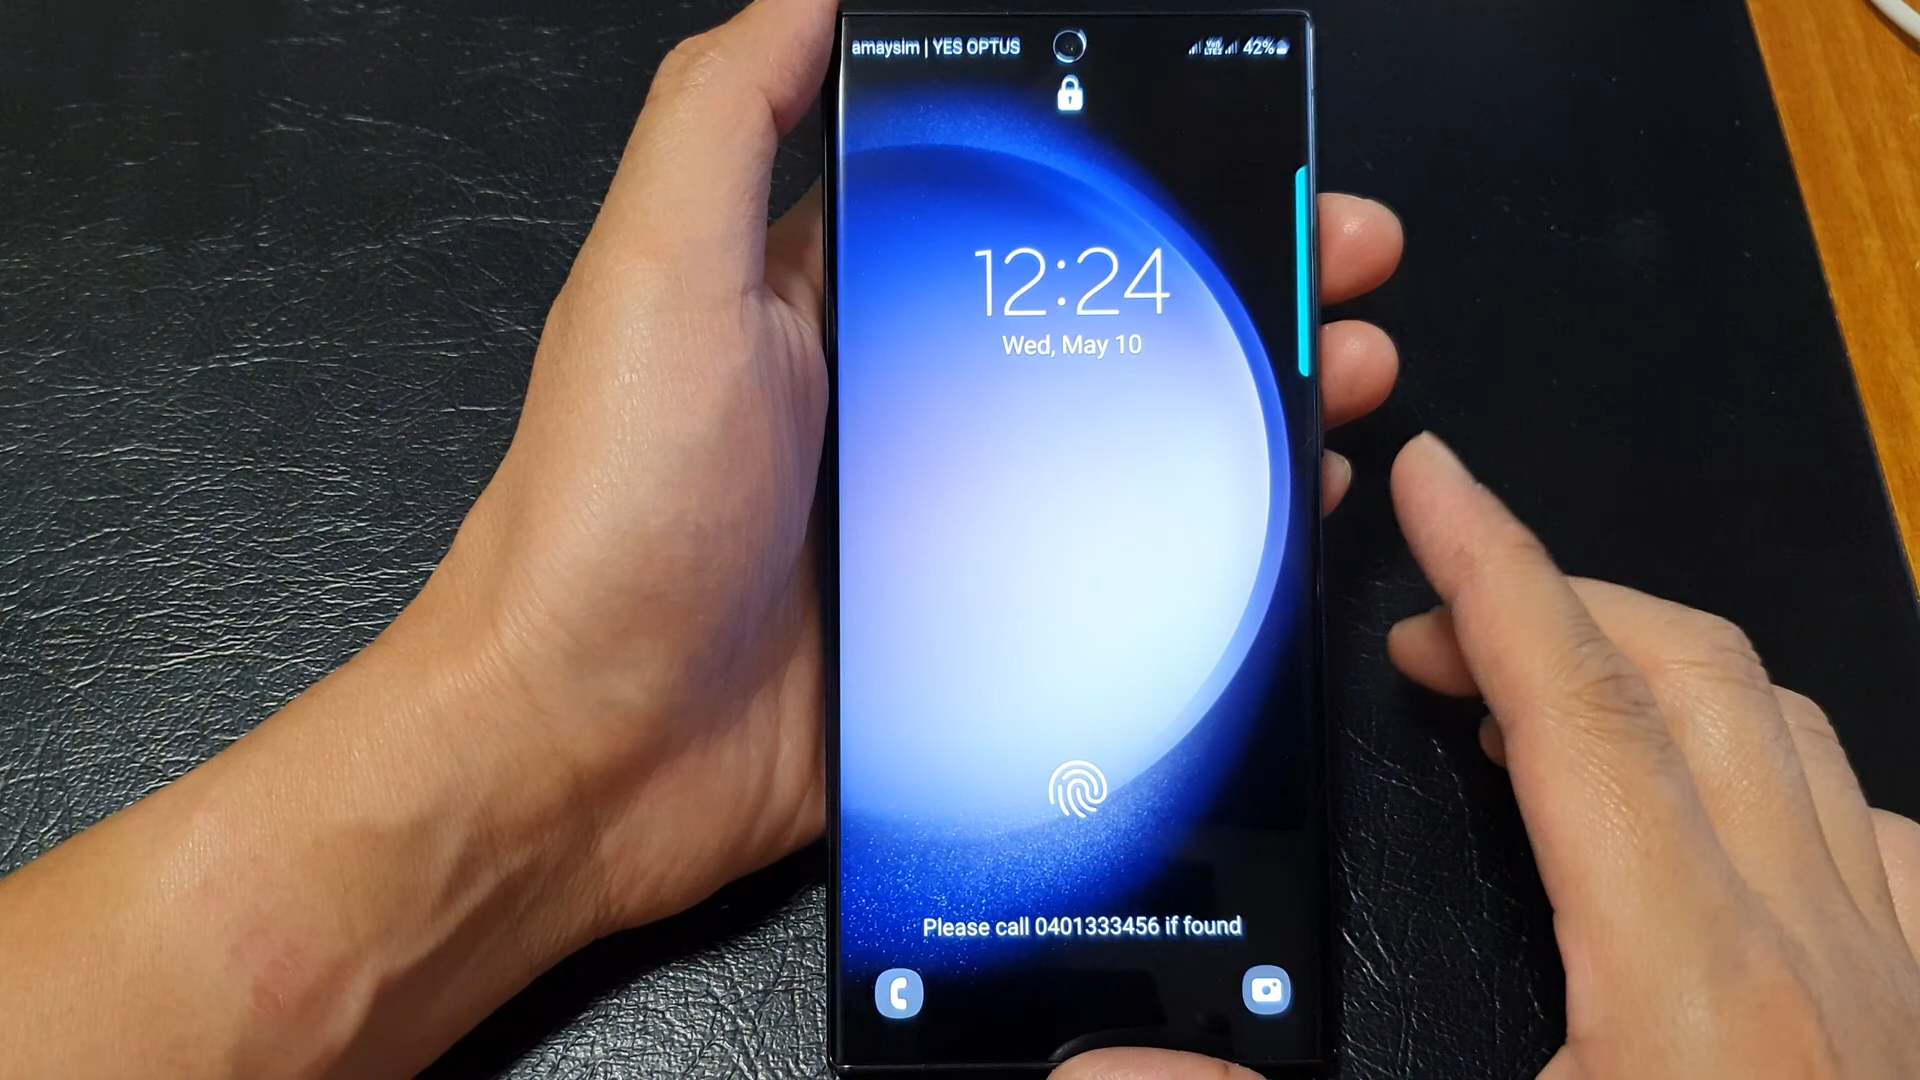 amaysim | YES OPTUS
42%
12:24
Wed, May 10
Please call 0401333456 if found